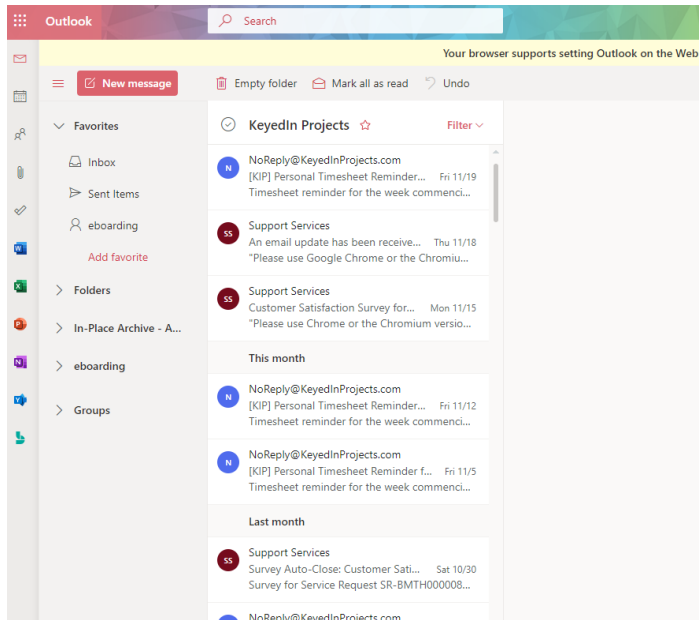 Outlook
Search
Your browser supports setting Outlook on the Web
New message
Empty folder
Mark all as read
Undo
Favorites
Inbox
Sent Items
eboarding
Add favorite
Folders
In-Place Archive - A...
eboarding
Groups
KeyedIn Projects
Filter
N
NoReply@KeyedInProjects.com
[KIP] Personal Timesheet Reminder... Fri 11/19
Timesheet reminder for the week commenci...
SS
Support Services
An email update has been receive... Thu 11/18
"Please use Google Chrome or the Chromiu...
SS
Support Services
Customer Satisfaction Survey for... Mon 11/15
"Please use Chrome or the Chromium versio...
This month
N
NoReply@KeyedInProjects.com
[KIP] Personal Timesheet Reminder... Fri 11/12
Timesheet reminder for the week commenci...
N
NoReply@KeyedInProjects.com
[KIP] Personal Timesheet Reminder f... Fri 11/5
Timesheet reminder for the week commenci...
Last month
SS
Support Services
Survey Auto-Close: Customer Sati... Sat 10/30
Survey for Service Request SR-BMTH000008...
NoReply@KeyedInProjects.com